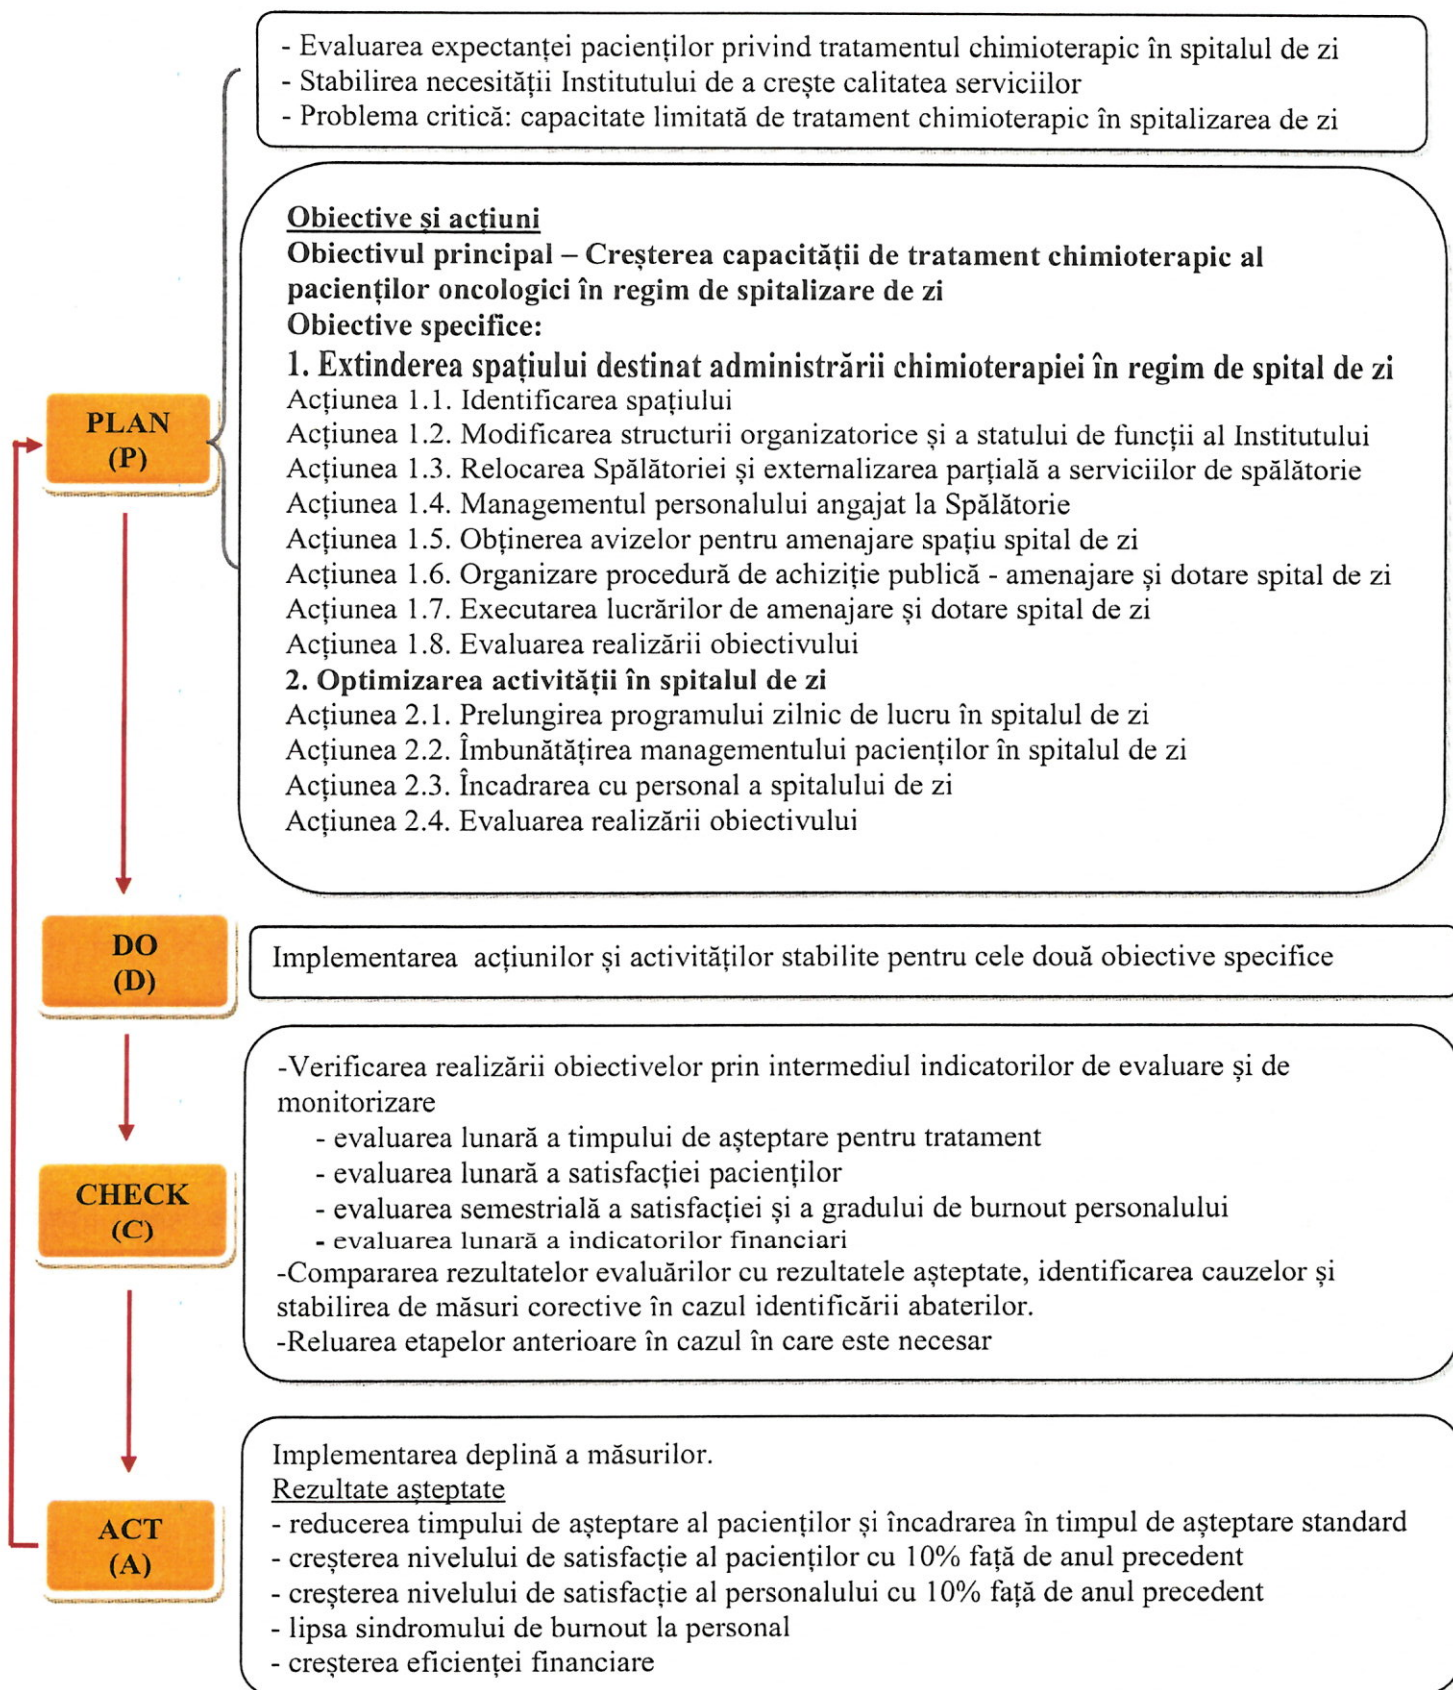 - Evaluarea expectanței pacienților privind tratamentul chimioterapic în spitalul de zi
- Stabilirea necesității Institutului de a crește calitatea serviciilor
- Problema critică: capacitate limitată de tratament chimioterapic în spitalizarea de zi
Obiective și acțiuni
Obiectivul principal – Creșterea capacității de tratament chimioterapic al
pacienților oncologici în regim de spitalizare de zi
Obiective specifice:
1. Extinderea spațiului destinat administrării chimioterapiei în regim de spital de zi
Acțiunea 1.1. Identificarea spațiului
Acțiunea 1.2. Modificarea structurii organizatorice și a statului de funcții al Institutului
Acțiunea 1.3. Relocarea Spălătoriei și externalizarea parțială a serviciilor de spălătorie
Acțiunea 1.4. Managementul personalului angajat la Spălătorie
Acțiunea 1.5. Obținerea avizelor pentru amenajare spațiu spital de zi
Acțiunea 1.6. Organizare procedură de achiziție publică - amenajare și dotare spital de zi
Acțiunea 1.7. Executarea lucrărilor de amenajare și dotare spital de zi
Acțiunea 1.8. Evaluarea realizării obiectivului
2. Optimizarea activității în spitalul de zi
Acțiunea 2.1. Prelungirea programului zilnic de lucru în spitalul de zi
Acțiunea 2.2. Îmbunătățirea managementului pacienților în spitalul de zi
Acțiunea 2.3. Încadrarea cu personal a spitalului de zi
Acțiunea 2.4. Evaluarea realizării obiectivului
PLAN
(P)
DO
(D)
Implementarea acțiunilor și activităților stabilite pentru cele două obiective specifice
CHECK
(C)
-Verificarea realizării obiectivelor prin intermediul indicatorilor de evaluare și de
monitorizare
- evaluarea lunară a timpului de așteptare pentru tratament
- evaluarea lunară a satisfacției pacienților
- evaluarea semestrială a satisfacției și a gradului de burnout personalului
- evaluarea lunară a indicatorilor financiari
-Compararea rezultatelor evaluărilor cu rezultatele așteptate, identificarea cauzelor și
stabilirea de măsuri corective în cazul identificării abaterilor.
-Reluarea etapelor anterioare în cazul în care este necesar
ACT
(A)
Implementarea deplină a măsurilor.
Rezultate așteptate
- reducerea timpului de așteptare al pacienților și încadrarea în timpul de așteptare standard
- creșterea nivelului de satisfacție al pacienților cu 10% față de anul precedent
- creșterea nivelului de satisfacție al personalului cu 10% față de anul precedent
- lipsa sindromului de burnout la personal
- creșterea eficienței financiare